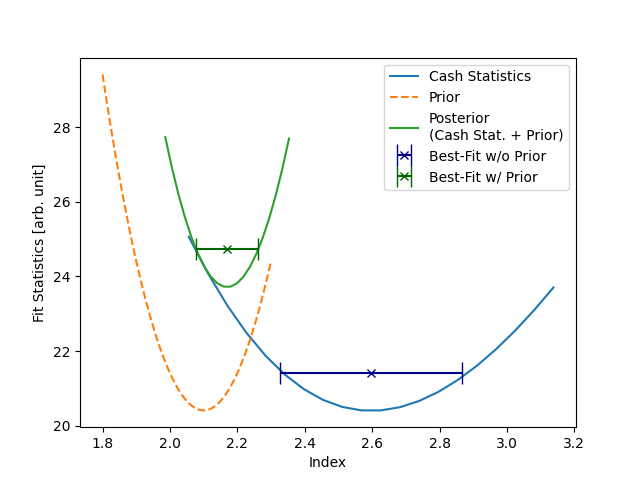 Cash Statistics
Prior
Posterior
(Cash Stat. + Prior)
Best-Fit w/o Prior
Best-Fit w/ Prior
Fit Statistics [arb. unit]
28
26
24
22
20
1.8 2.0 2.2 2.4 2.6 2.8 3.0 3.2
Index